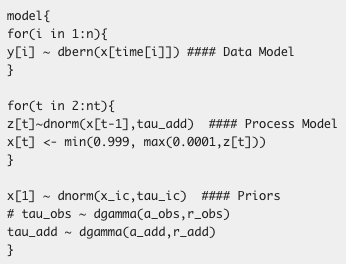 model{
for(i in 1:n){
y[i] ~ dbern(x[time[i]]) #### Data Model
}
for(t in 2:nt){
z[t]~dnorm(x[t-1],tau_add)  #### Process Model
x[t] <- min(0.999, max(0.0001,z[t]))
}
x[1] ~ dnorm(x_ic,tau_ic)  #### Priors
# tau_obs ~ dgamma(a_obs,r_obs)
tau_add ~ dgamma(a_add,r_add)
}